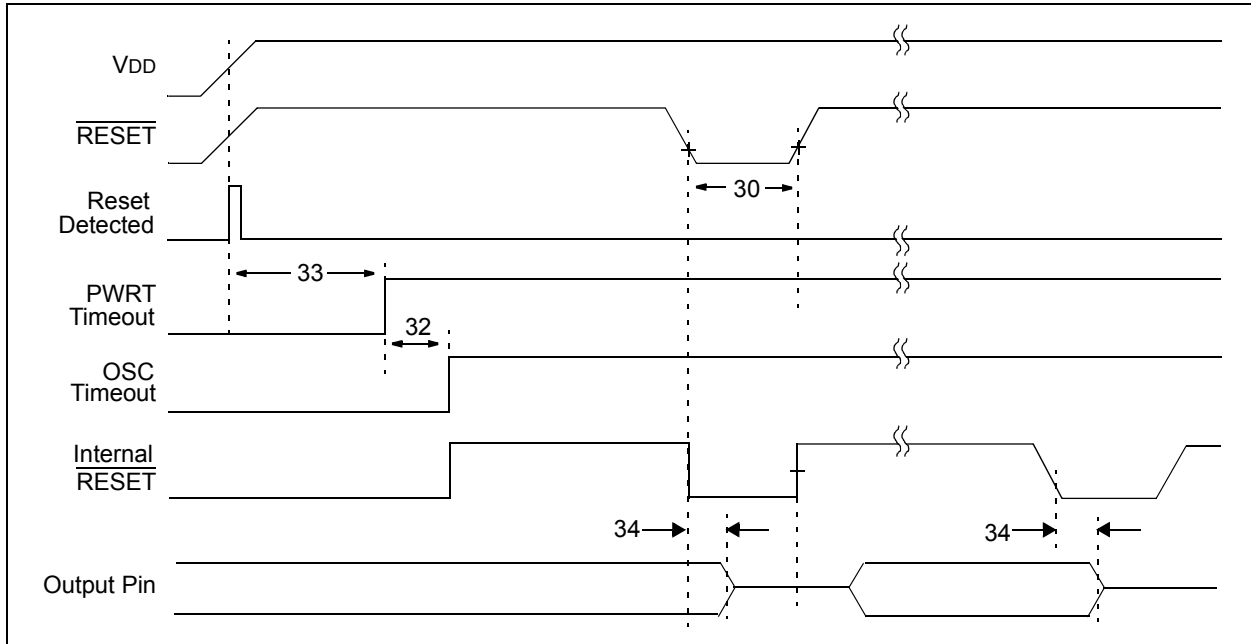 VDD
RESET
Reset
Detected
30
33
PWRT
Timeout
32
OSC
Timeout
Internal
RESET
34
34
Output Pin